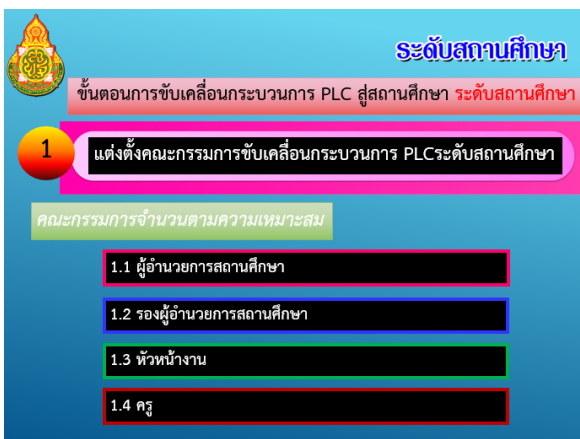 ระดับสถานศึกษา
ขั้นตอนการขับเคลื่อนกระบวนการ PLC สู่สถานศึกษา ระดับสถานศึกษา
1
แต่งตั้งคณะกรรมการขับเคลื่อนกระบวนการ PLCระดับสถานศึกษา
คณะกรรมการจำนวนตามความเหมาะสม
1.1 ผู้อำนวยการสถานศึกษา
1.2 รองผู้อำนวยการสถานศึกษา
1.3 หัวหน้างาน
1.4 ครู